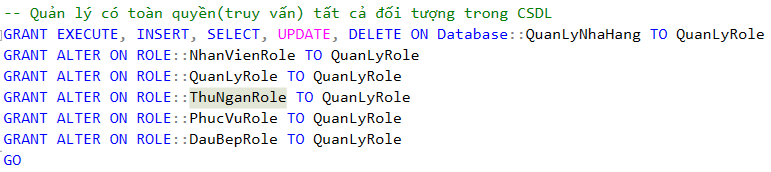 -- Quản lý có toàn quyền(truy vấn) tất cả đối tượng trong CSDL
GRANT EXECUTE, INSERT, SELECT, UPDATE, DELETE ON Database::QuanLyNhaHang TO QuanLyRole
GRANT ALTER ON ROLE::NhanVienRole TO QuanLyRole
GRANT ALTER ON ROLE::QuanLyRole TO QuanLyRole
GRANT ALTER ON ROLE::ThuNganRole TO QuanLyRole
GRANT ALTER ON ROLE::PhucVuRole TO QuanLyRole
GRANT ALTER ON ROLE::DauBepRole TO QuanLyRole
GO